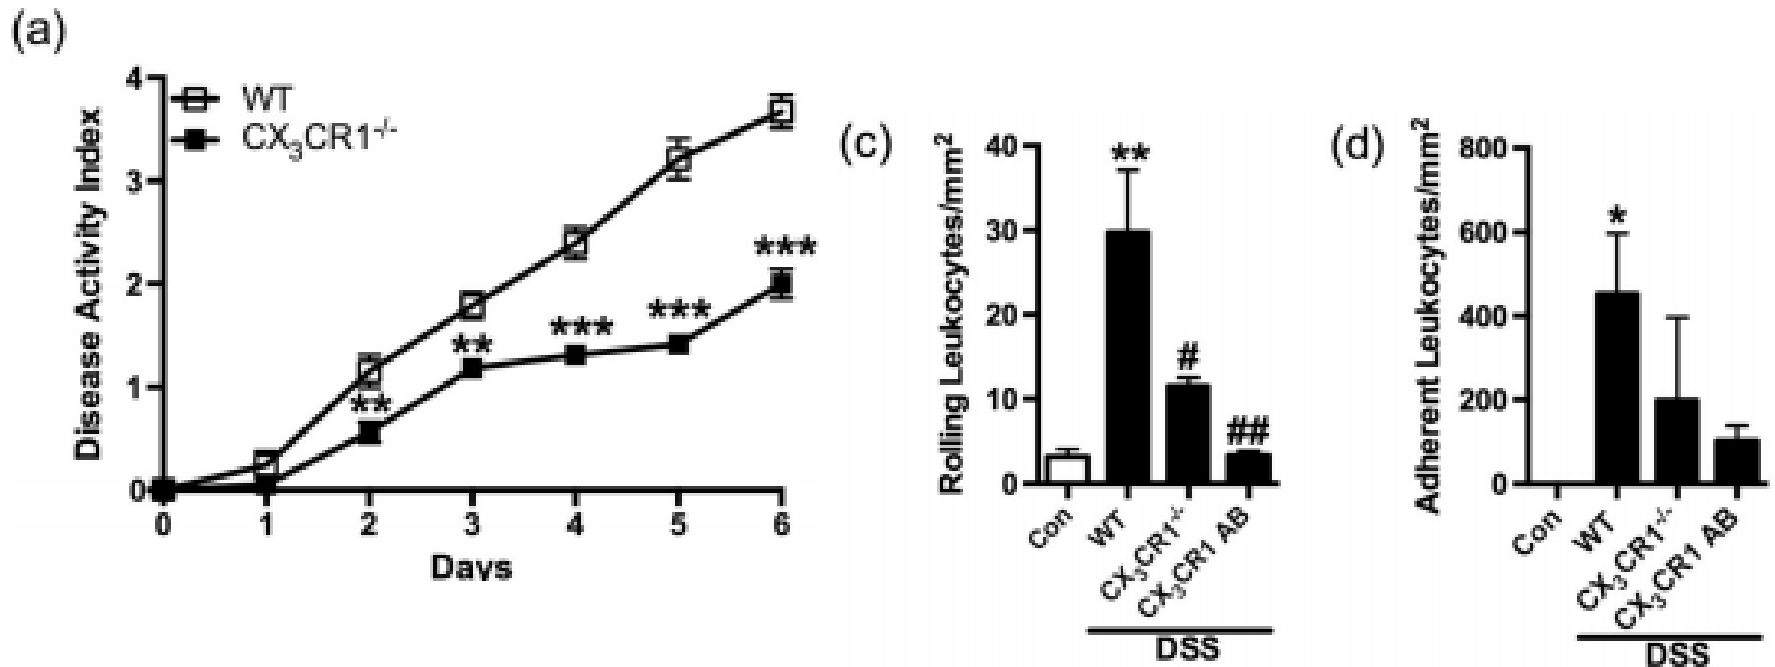 (a)
Disease Activity Index
4
3
2
1
0
WT
CX₃CR1⁻/⁻
**
**
***
***
***
0 1 2 3 4 5 6
Days
(c)
Rolling Leukocytes/mm²
40
30
20
10
0
**
#
##
Con
WT
CX₃CR1⁻/⁻
CX₃CR1 AB
DSS
(d)
Adherent Leukocytes/mm²
800
600
400
200
0
*
Con
WT
CX₃CR1⁻/⁻
CX₃CR1 AB
DSS